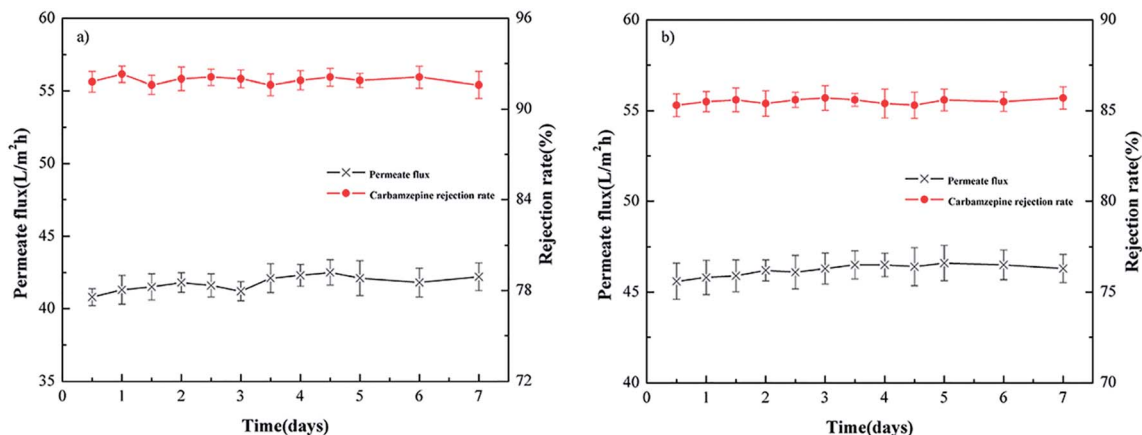 a)
60
55
50
45
40
35
Permeate flux(L/m²h)
96
90
84
78
72
Rejection rate(%)
Permeate flux
Carbamzepine rejection rate
0 1 2 3 4 5 6 7
Time(days)
b)
60
55
50
45
40
Permeate flux(L/m²h)
90
85
80
75
70
Rejection rate(%)
Permeate flux
Carbamzepine rejection rate
0 1 2 3 4 5 6 7
Time(days)